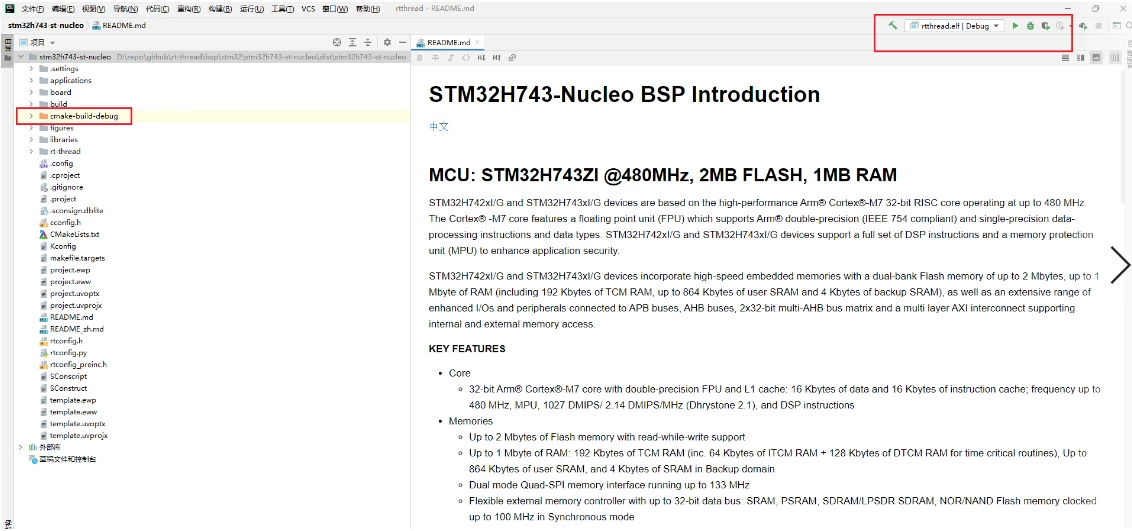 文件(F) 编辑(E) 视图(V) 导航(N) 代码(C) 重构(R) 构建(B) 运行(U) 工具(T) VCS 窗口(W) 帮助(H) rtthread - README.md
stm32h743-st-nucleo README.md
rtthread.elf | Debug
项目
README.md
stm32h743-st-nucleo D:\repo\github\rt-thread\bsp\stm32\stm32h743-st-nucleo\dist\stm32h743-st-nucleo
.settings
applications
board
build
cmake-build-debug
figures
libraries
rt-thread
.config
.cproject
.gitignore
.project
.sconsign.dblite
cconfig.h
CMakeLists.txt
Kconfig
makefile.targets
project.ewp
project.eww
project.uvoptx
project.uvprojx
README.md
README_zh.md
rtconfig.h
rtconfig.py
rtconfig_preinc.h
SConscript
SConstruct
template.ewp
template.eww
template.uvoptx
template.uvprojx
外部库
草稿文件和控制台
STM32H743-Nucleo BSP Introduction
中文
MCU: STM32H743ZI @480MHz, 2MB FLASH, 1MB RAM
STM32H742xI/G and STM32H743xI/G devices are based on the high-performance Arm® Cortex®-M7 32-bit RISC core operating at up to 480 MHz.
The Cortex® -M7 core features a floating point unit (FPU) which supports Arm® double-precision (IEEE 754 compliant) and single-precision data-
processing instructions and data types. STM32H742xI/G and STM32H743xI/G devices support a full set of DSP instructions and a memory protection
unit (MPU) to enhance application security.
STM32H742xI/G and STM32H743xI/G devices incorporate high-speed embedded memories with a dual-bank Flash memory of up to 2 Mbytes, up to 1
Mbyte of RAM (including 192 Kbytes of TCM RAM, up to 864 Kbytes of user SRAM and 4 Kbytes of backup SRAM), as well as an extensive range of
enhanced I/Os and peripherals connected to APB buses, AHB buses, 2x32-bit multi-AHB bus matrix and a multi layer AXI interconnect supporting
internal and external memory access.
KEY FEATURES
• Core
32-bit Arm® Cortex®-M7 core with double-precision FPU and L1 cache: 16 Kbytes of data and 16 Kbytes of instruction cache; frequency up to
480 MHz, MPU, 1027 DMIPS/ 2.14 DMIPS/MHz (Dhrystone 2.1), and DSP instructions
• Memories
Up to 2 Mbytes of Flash memory with read-while-write support
Up to 1 Mbyte of RAM: 192 Kbytes of TCM RAM (inc. 64 Kbytes of ITCM RAM + 128 Kbytes of DTCM RAM for time critical routines), Up to
864 Kbytes of user SRAM, and 4 Kbytes of SRAM in Backup domain
Dual mode Quad-SPI memory interface running up to 133 MHz
Flexible external memory controller with up to 32-bit data bus: SRAM, PSRAM, SDRAM/LPSDR SDRAM, NOR/NAND Flash memory clocked
up to 100 MHz in Synchronous mode